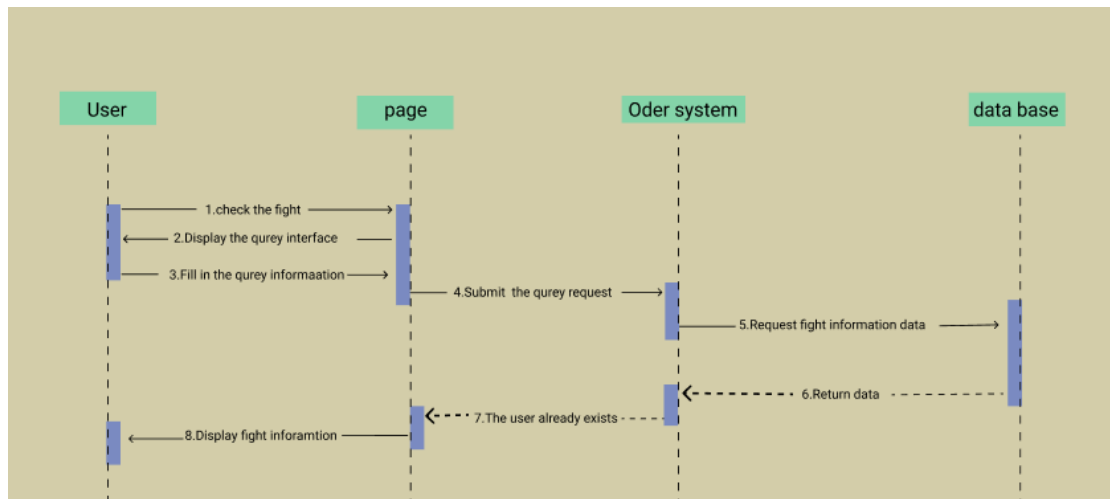 User
page
Oder system
data base
1.check the fight
2.Display the qurey interface
3.Fill in the qurey informaation
4.Submit the qurey request
5.Request fight information data
6.Return data
7.The user already exists
8.Display fight inforamtion